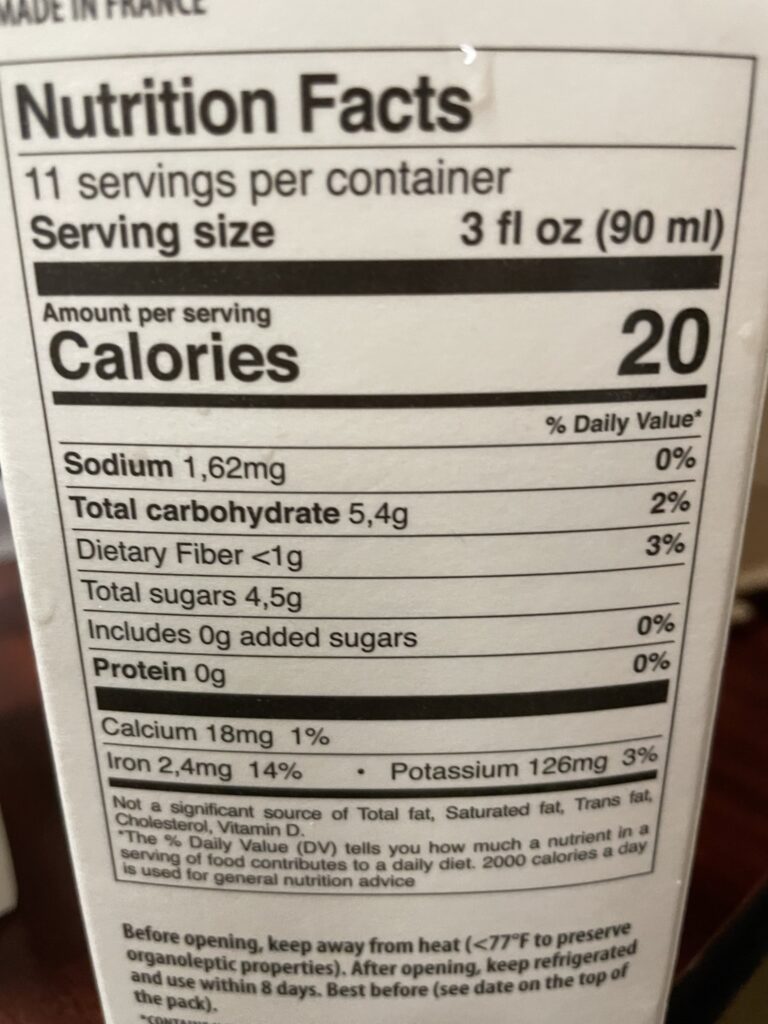 MADE IN FRANCE
Nutrition Facts
11 servings per container
Serving size 3 fl oz (90 ml)
Amount per serving
Calories 20
% Daily Value*
Sodium 1,62mg 0%
Total carbohydrate 5,4g 2%
Dietary Fiber <1g 3%
Total sugars 4,5g
Includes 0g added sugars 0%
Protein 0g 0%
Calcium 18mg 1%
Iron 2,4mg 14% • Potassium 126mg 3%
Not a significant source of Total fat, Saturated fat, Trans fat,
Cholesterol, Vitamin D.
*The % Daily Value (DV) tells you how much a nutrient in a
serving of food contributes to a daily diet. 2000 calories a day
is used for general nutrition advice
Before opening, keep away from heat (<77°F to preserve
organoleptic properties). After opening, keep refrigerated
and use within 8 days. Best before (see date on the top of
the pack).